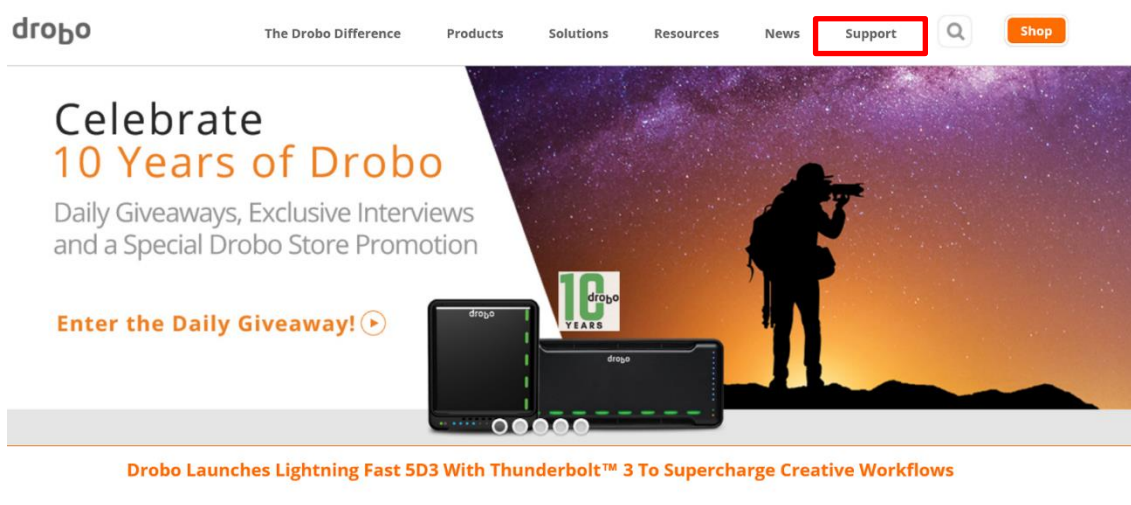 drobo
The Drobo Difference
Products
Solutions
Resources
News
Support
Shop
Celebrate
10 Years of Drobo
Daily Giveaways, Exclusive Interviews
and a Special Drobo Store Promotion
Enter the Daily Giveaway!
10
drobo
YEARS
drobo
drobo
Drobo Launches Lightning Fast 5D3 With Thunderbolt™ 3 To Supercharge Creative Workflows